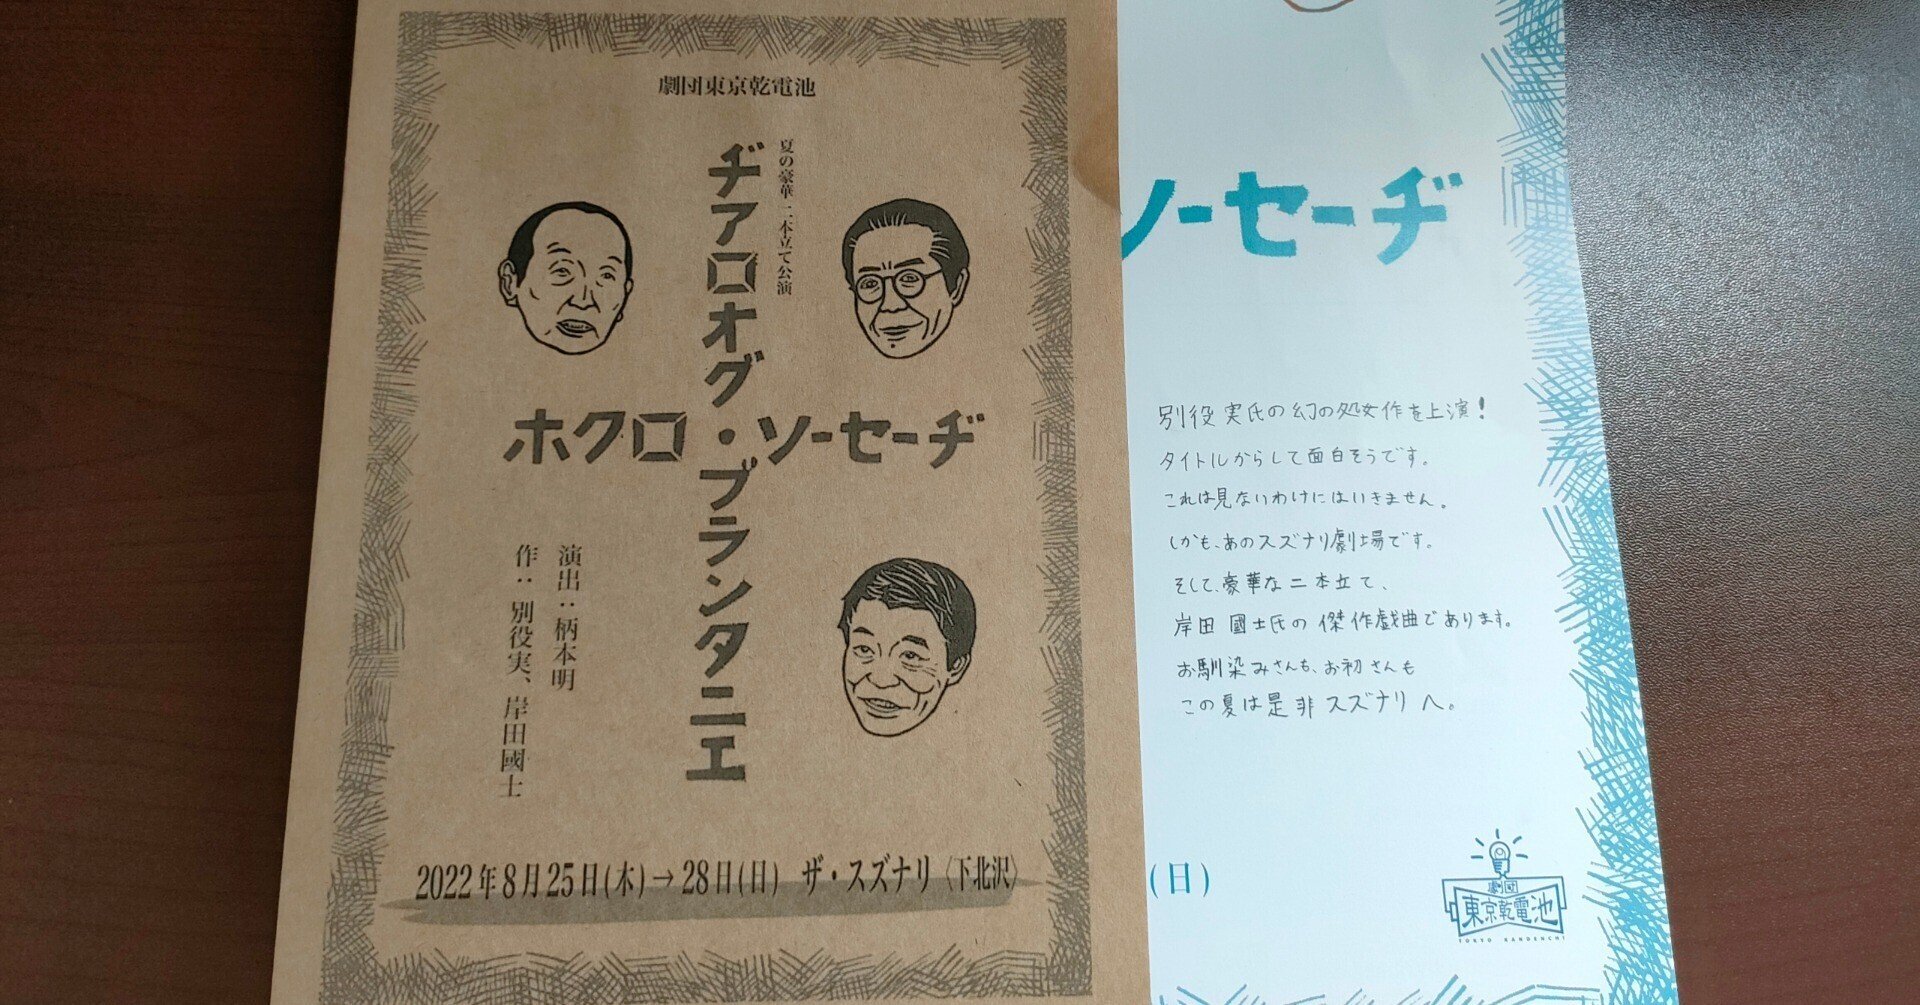 劇団東京乾電池
夏の豪華二本立て公演
ヂアロオグ・プランタニエ
ホクロ・ソーセーヂ
演出：柄本明
作：別役実、岸田國士
2022年8月25日(木)→28日(日) ザ・スズナリ〈下北沢〉
ソーセーヂ
別役実氏の幻の処女作を上演！
タイトルからして面白そうです。
これは見ないわけにはいきません。
しかも、あのスズナリ劇場です。
そして、豪華な二本立て、
岸田國士氏の傑作戯曲であります。
お馴染みさんも、お初さんも
この夏は是非スズナリへ。
(日)
劇団
東京乾電池
TOKYO KANDENCHI